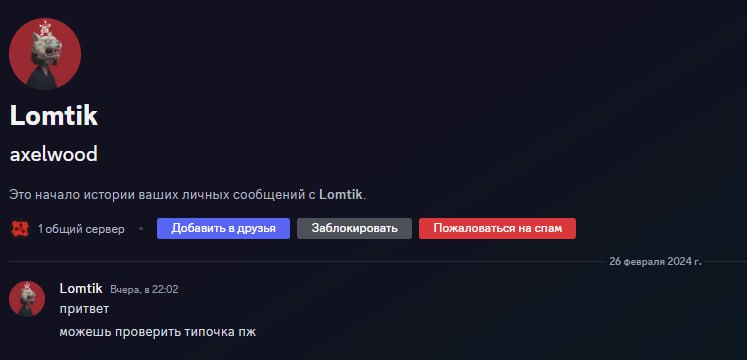 Lomtik
axelwood
Это начало истории ваших личных сообщений с Lomtik.
1 общий сервер • Добавить в друзья Заблокировать Пожаловаться на спам
26 февраля 2024 г.
Lomtik Вчера, в 22:02
притвет
можешь проверить типочка пж